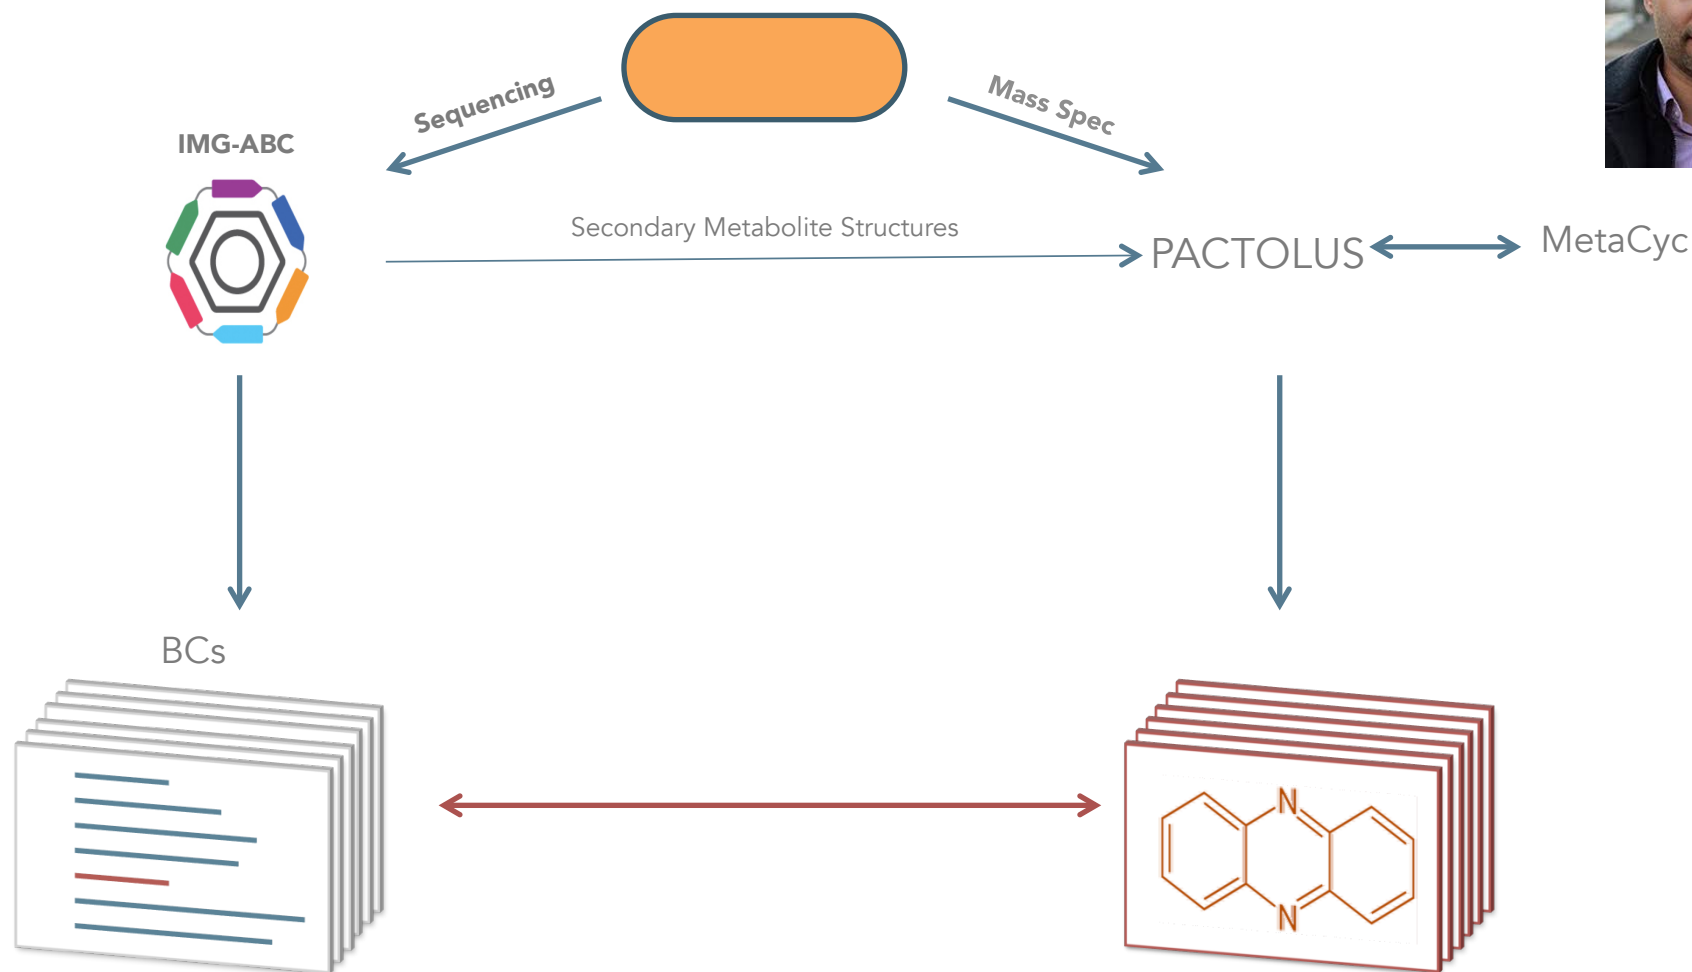 Sequencing
Mass Spec
IMG-ABC
Secondary Metabolite Structures
PACTOLUS
MetaCyc
BCs
N
N